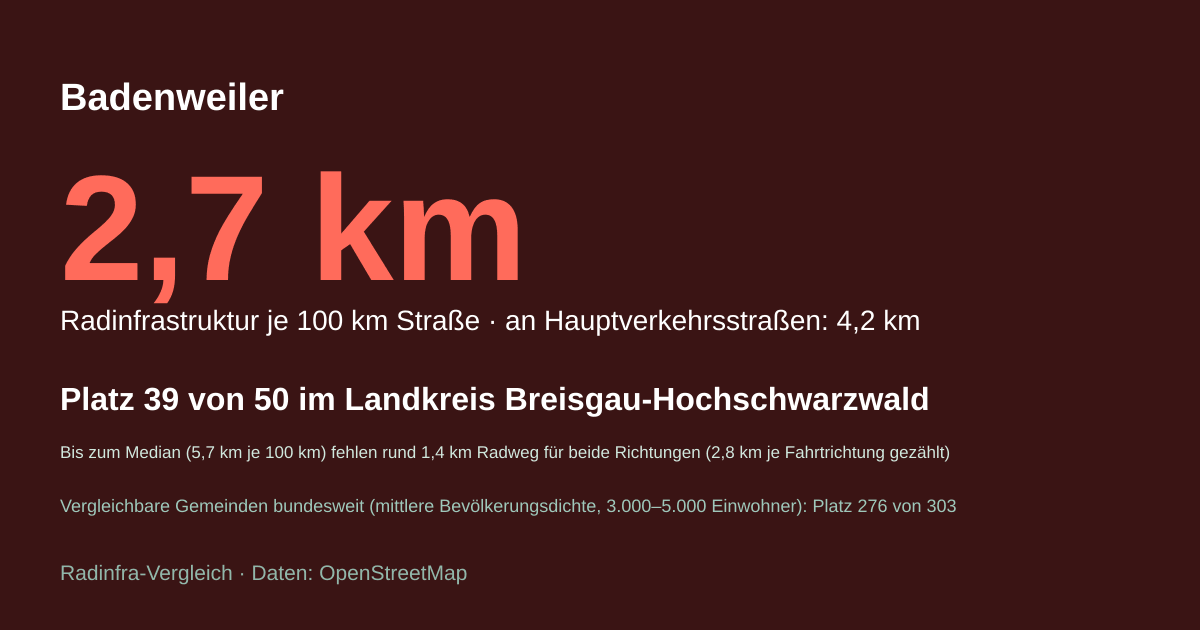 Badenweiler
2,7 km
Radinfrastruktur je 100 km Straße · an Hauptverkehrsstraßen: 4,2 km
Platz 39 von 50 im Landkreis Breisgau-Hochschwarzwald
Bis zum Median (5,7 km je 100 km) fehlen rund 1,4 km Radweg für beide Richtungen (2,8 km je Fahrtrichtung gezählt)
Vergleichbare Gemeinden bundesweit (mittlere Bevölkerungsdichte, 3.000–5.000 Einwohner): Platz 276 von 303
Radinfra-Vergleich · Daten: OpenStreetMap